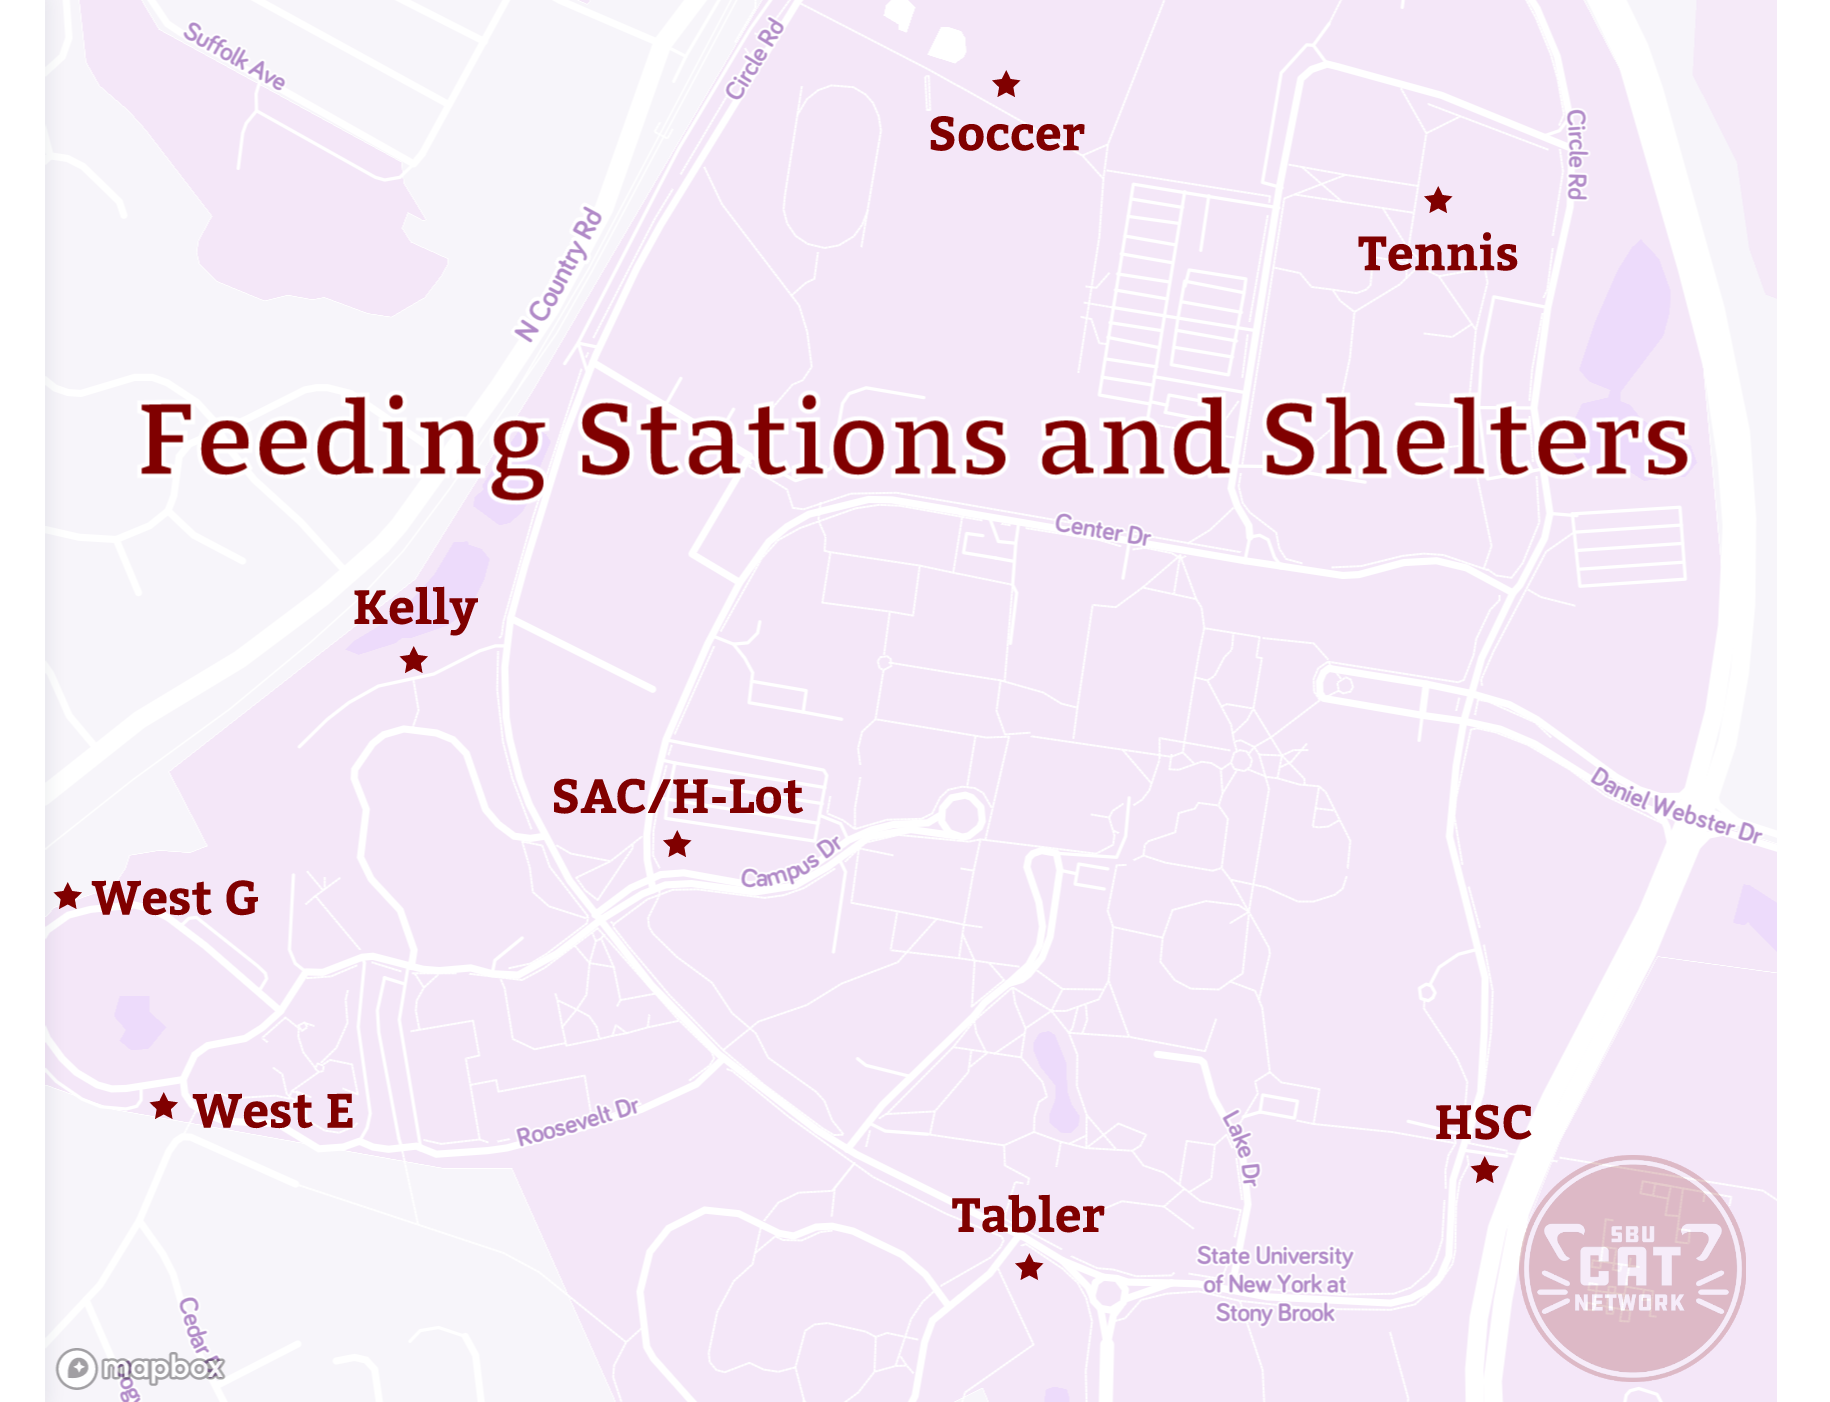 Suffolk Ave
Circle Rd
Soccer
Circle Rd
Tennis
N Country Rd
Feeding Stations and Shelters
Center Dr
Kelly
SAC/H-Lot
Daniel Webster Dr
Campus Dr
West G
West E
Roosevelt Dr
HSC
Lake Dr
Tabler
State University
of New York at
Stony Brook
SBU
CAT
NETWORK
Cedar
mapbox